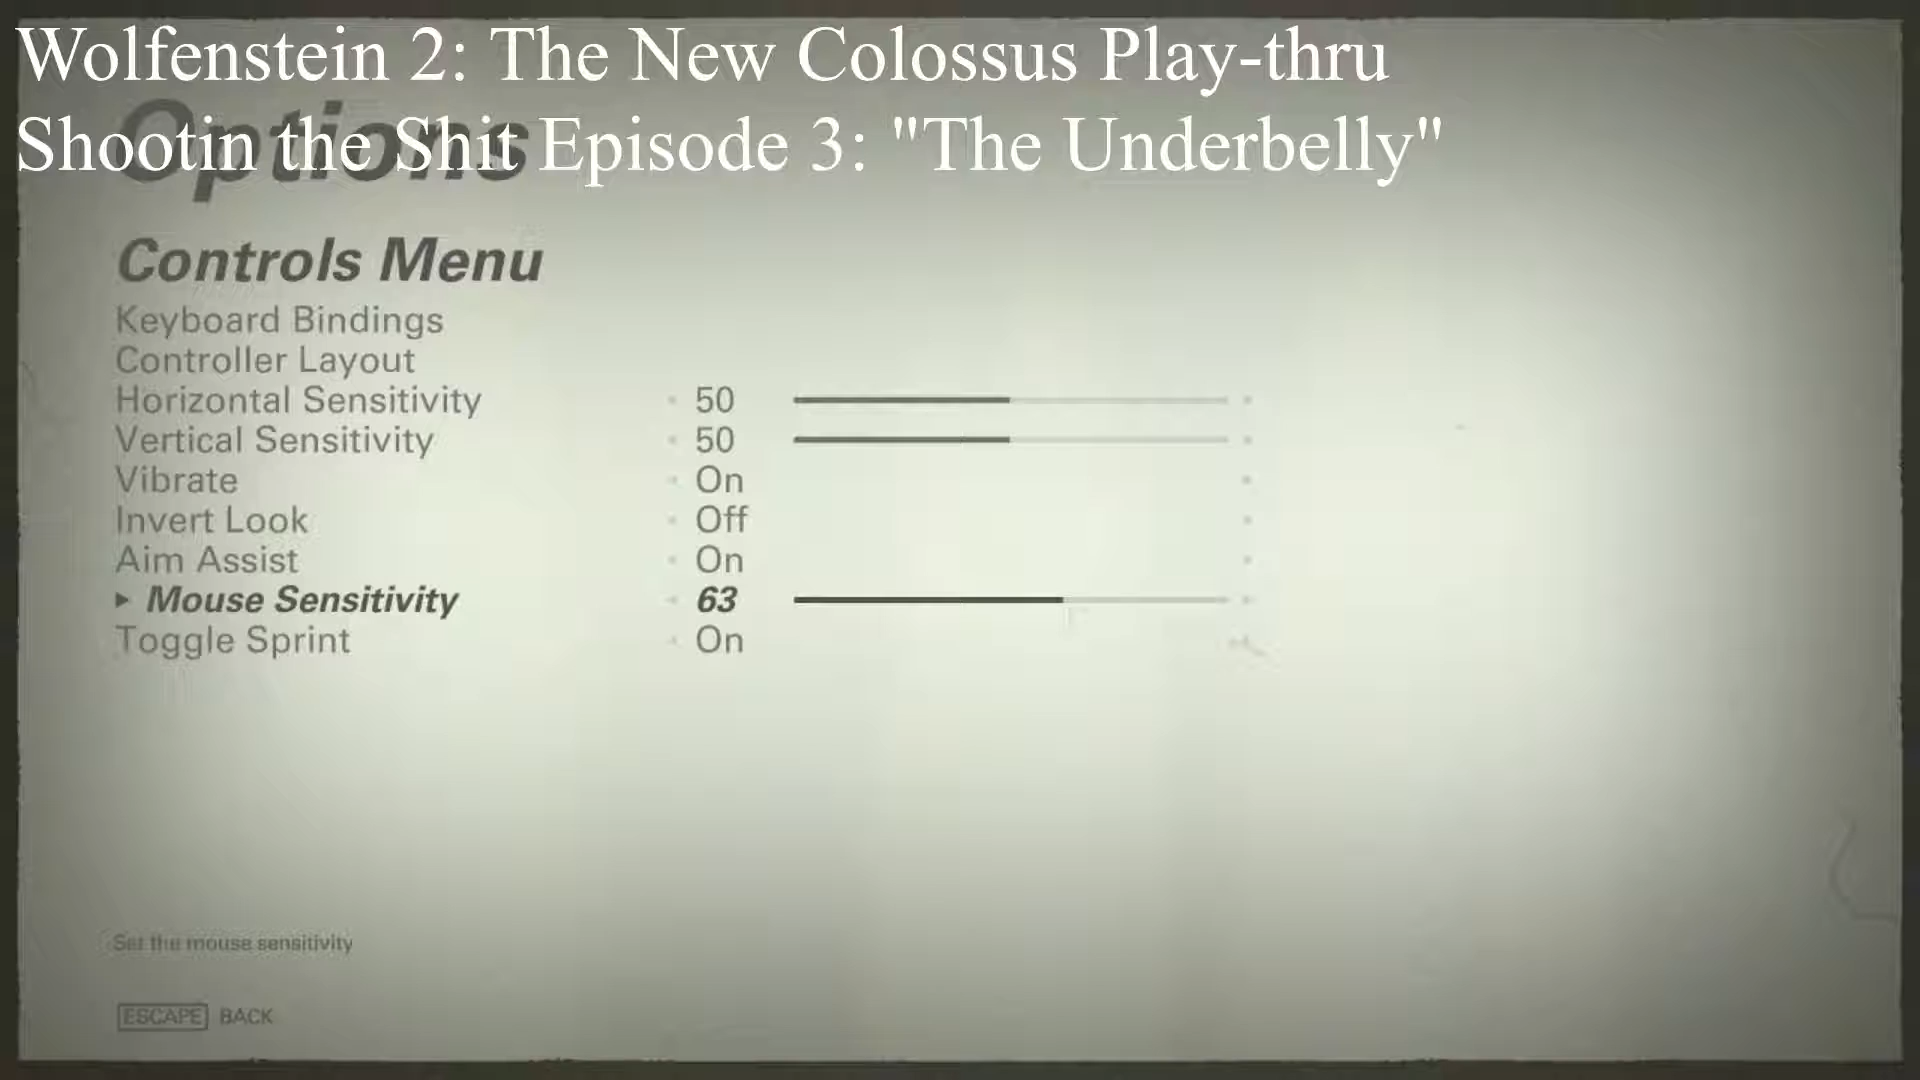 Wolfenstein 2: The New Colossus Play-thru
Shootin the Shit Episode 3: "The Underbelly"
Options
Controls Menu
Keyboard Bindings
Controller Layout
Horizontal Sensitivity 50
Vertical Sensitivity 50
Vibrate On
Invert Look Off
Aim Assist On
Mouse Sensitivity 63
Toggle Sprint On
Set the mouse sensitivity
ESCAPE BACK